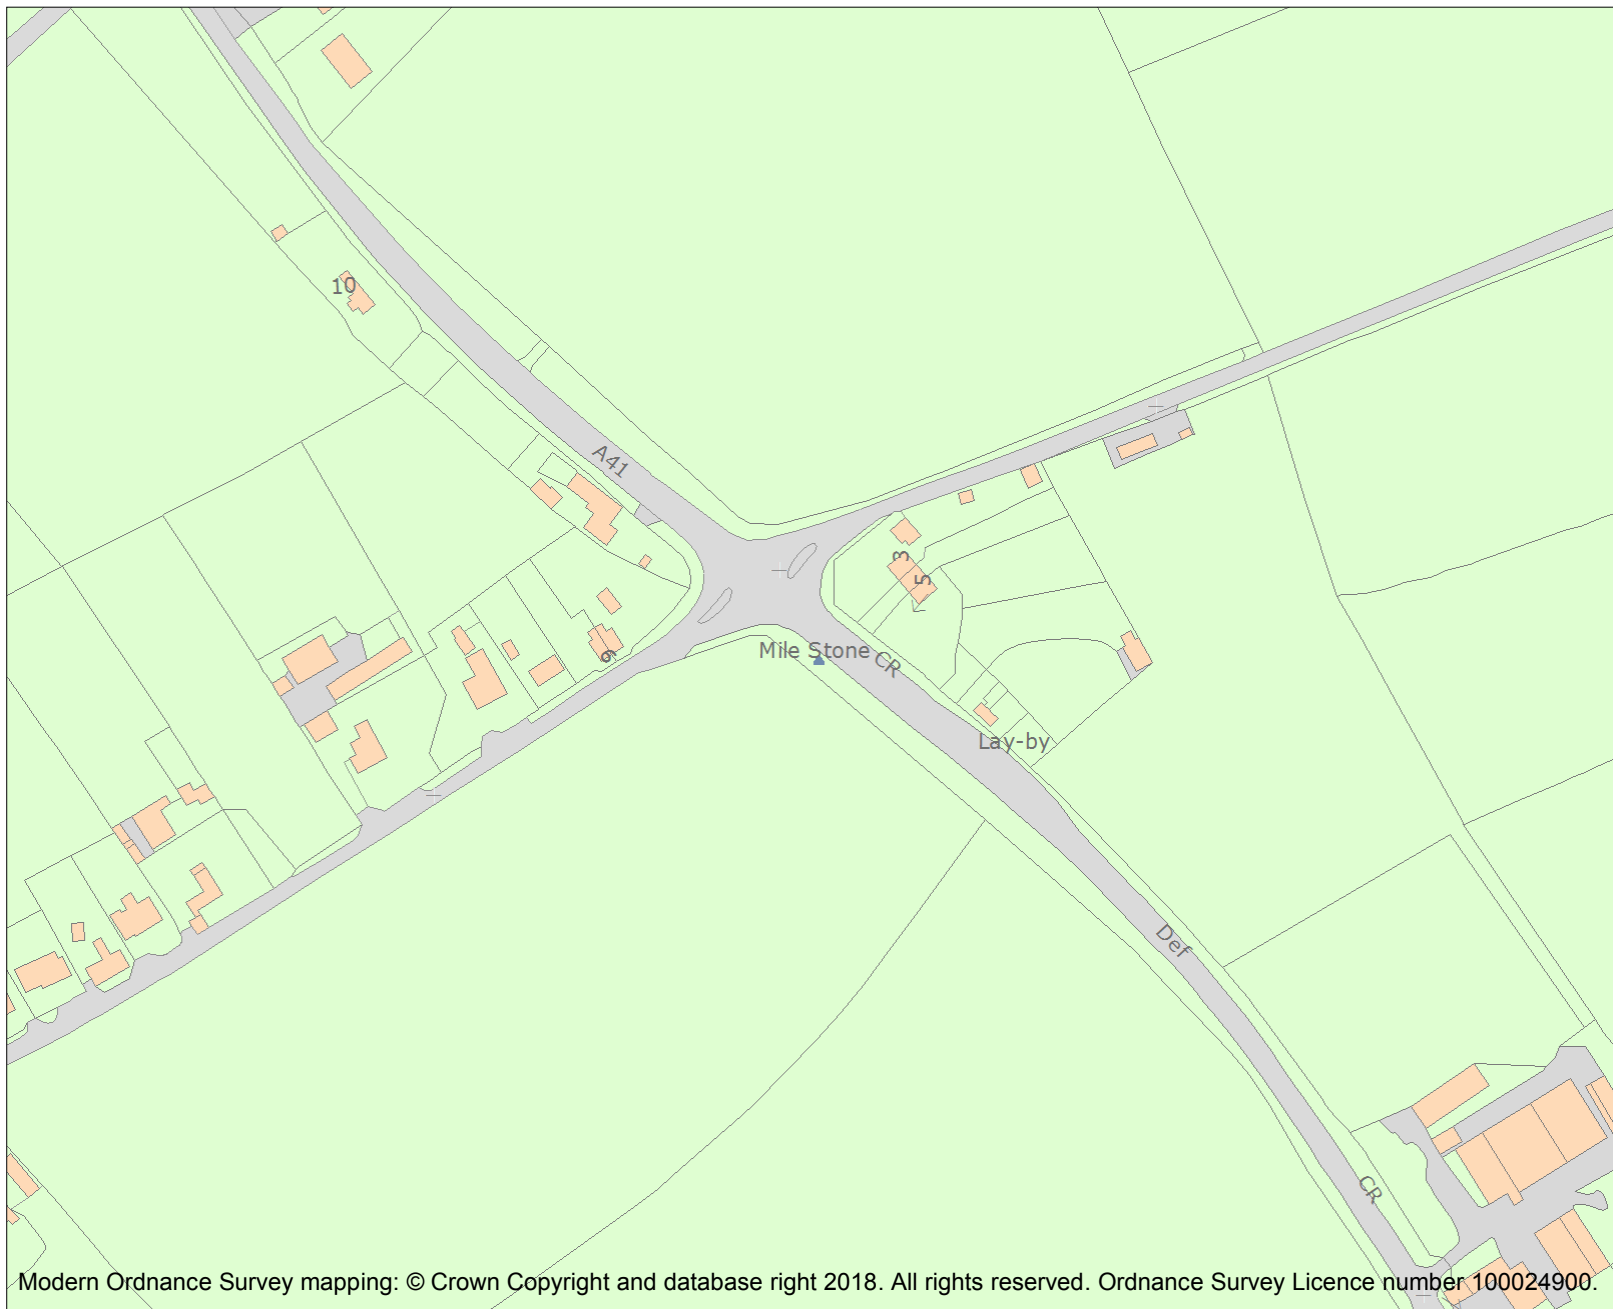 10
A41
3
5
Mile Stone
CR
6
Lay-by
Def
CR
Modern Ordnance Survey mapping: © Crown Copyright and database right 2018. All rights reserved. Ordnance Survey Licence number 100024900.